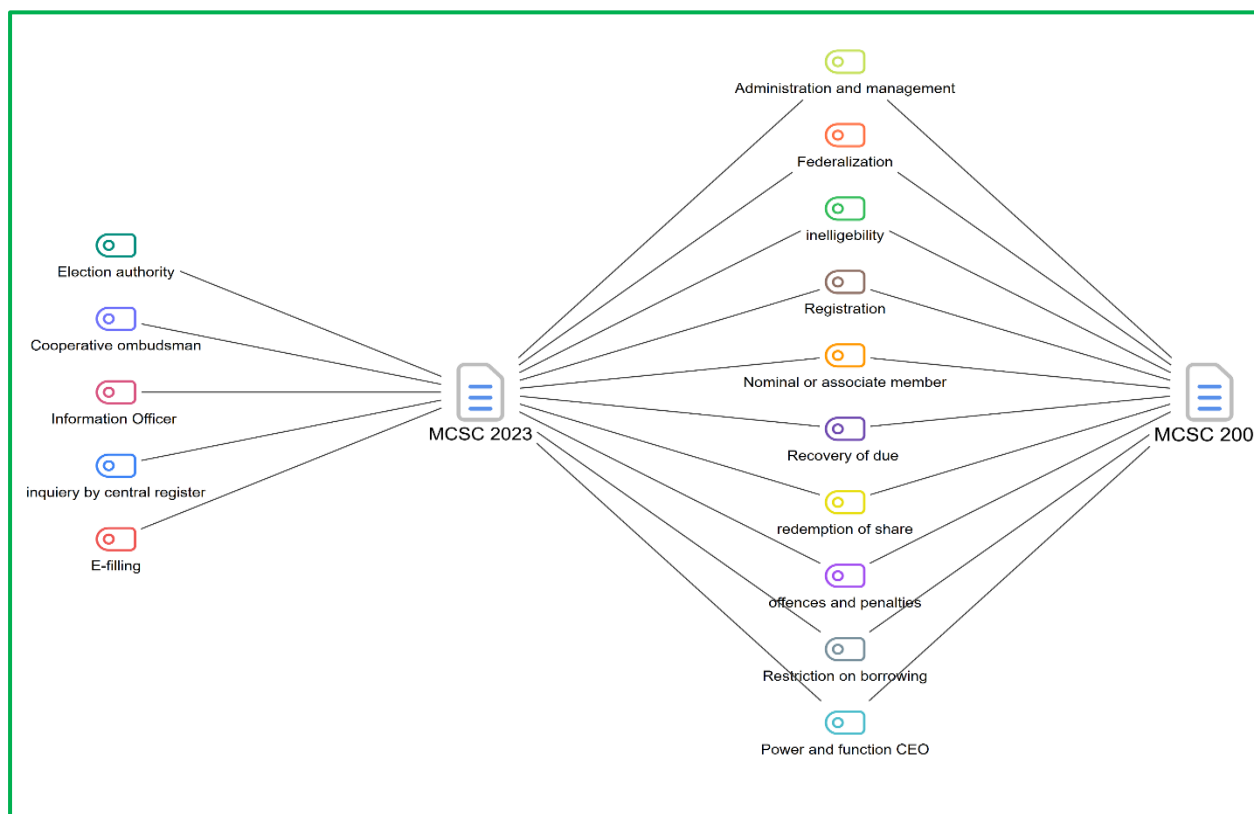 Administration and management
Federalization
inelligebility
Registration
Nominal or associate member
Recovery of due
redemption of share
offences and penalties
Restriction on borrowing
Power and function CEO
Election authority
Cooperative ombudsman
Information Officer
inquiery by central register
E-filling
MCSC 2023
MCSC 200